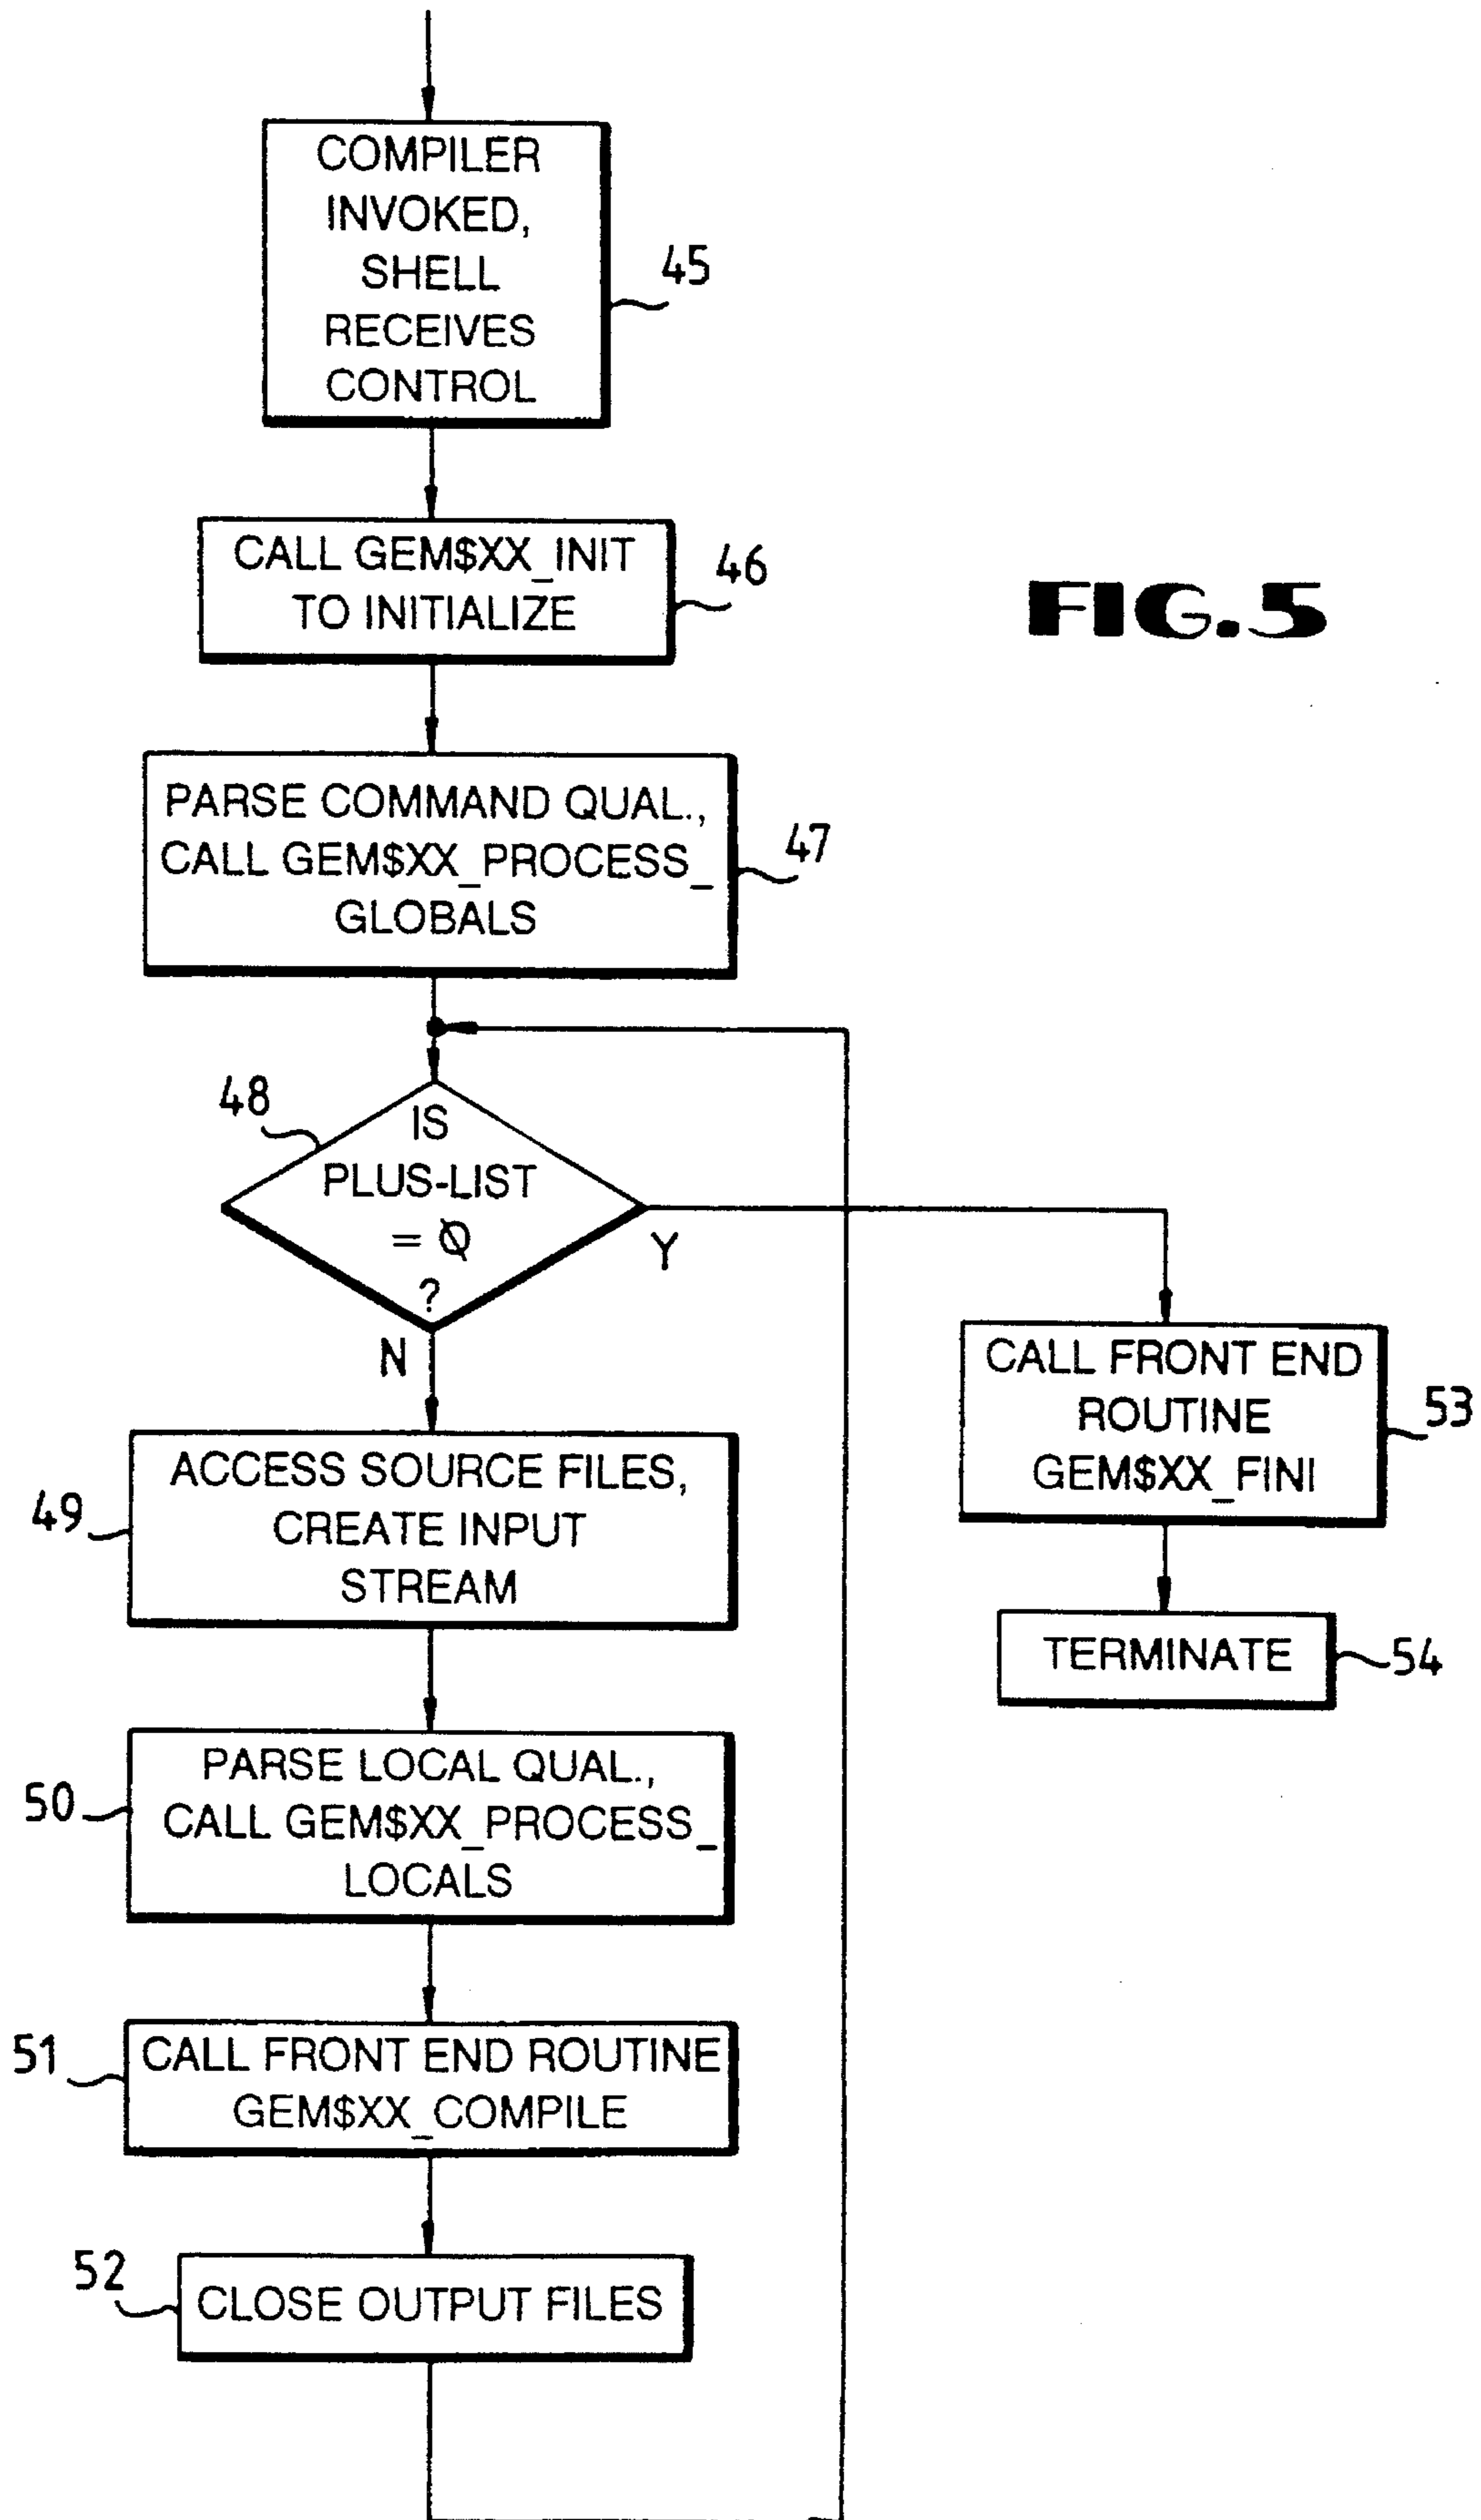 COMPILER
INVOKED,
SHELL
RECEIVES
CONTROL
45
CALL GEM$XX_INIT
TO INITIALIZE
46
FIG.5
PARSE COMMAND QUAL.,
CALL GEM$XX_PROCESS_
GLOBALS
47
48
IS
PLUS-LIST
= Ø
?
Y
N
CALL FRONT END
ROUTINE
GEM$XX_FINI
53
ACCESS SOURCE FILES,
CREATE INPUT
STREAM
49
TERMINATE
54
PARSE LOCAL QUAL.,
CALL GEM$XX_PROCESS_
LOCALS
50
51
CALL FRONT END ROUTINE
GEM$XX_COMPILE
52
CLOSE OUTPUT FILES